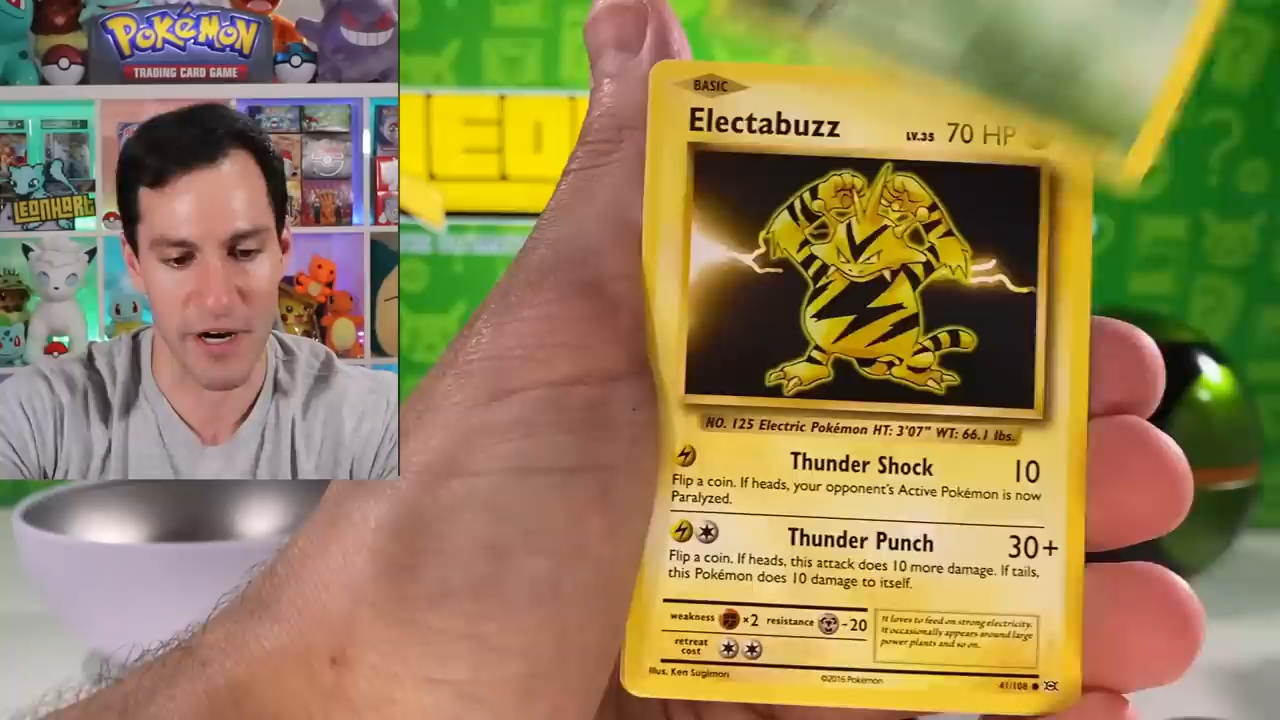 POKéMON
TRADING CARD GAME
LEONHART
LEO
BASIC
Electabuzz
LV.35 70 HP
NO. 125 Electric Pokémon HT: 3'07" WT: 66.1 lbs.
Thunder Shock 10
Flip a coin. If heads, your opponent's Active Pokémon is now
Paralyzed.
Thunder Punch 30+
Flip a coin. If heads, this attack does 10 more damage. If tails,
this Pokémon does 10 damage to itself.
weakness ×2 resistance -20
retreat
cost
It loves to feed on strong electricity.
It occasionally appears around large
power plants and so on.
Illus. Ken Sugimori
©2016 Pokémon
41/108